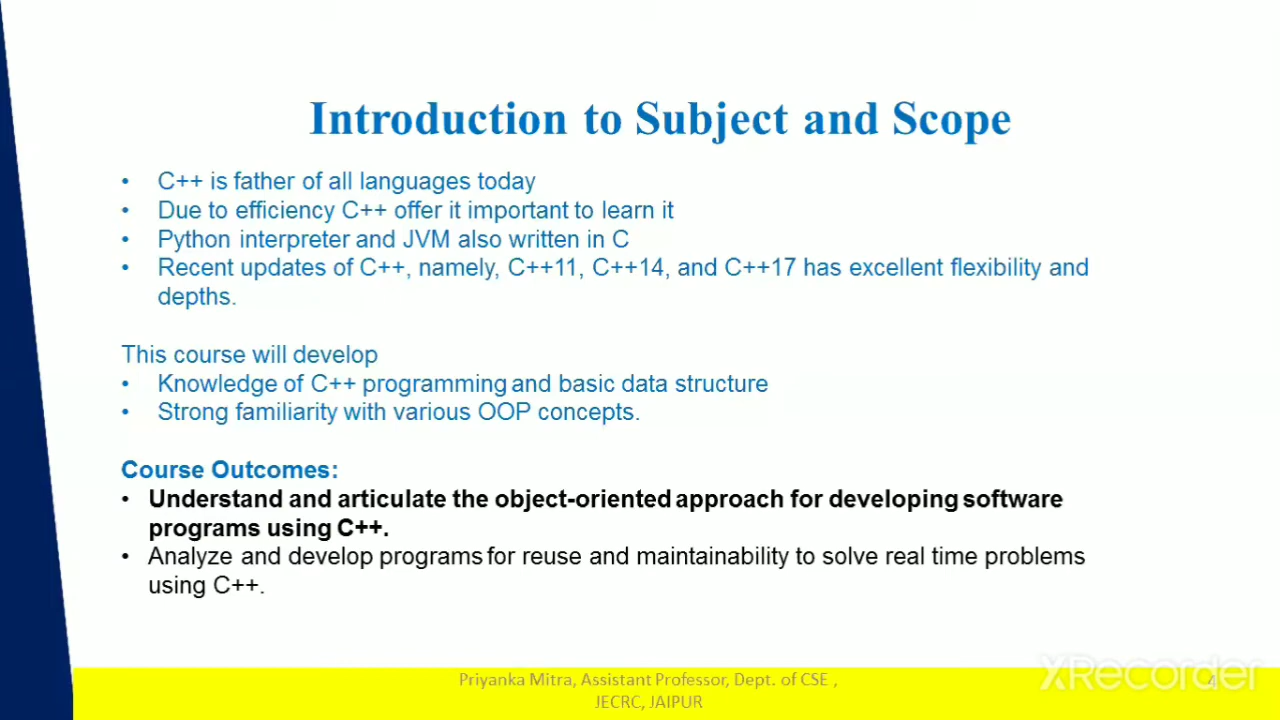 Introduction to Subject and Scope
• C++ is father of all languages today
• Due to efficiency C++ offer it important to learn it
• Python interpreter and JVM also written in C
• Recent updates of C++, namely, C++11, C++14, and C++17 has excellent flexibility and
depths.
This course will develop
• Knowledge of C++ programming and basic data structure
• Strong familiarity with various OOP concepts.
Course Outcomes:
• Understand and articulate the object-oriented approach for developing software
programs using C++.
• Analyze and develop programs for reuse and maintainability to solve real time problems
using C++.
Priyanka Mitra, Assistant Professor, Dept. of CSE ,
JECRC, JAIPUR
4
XRecorder